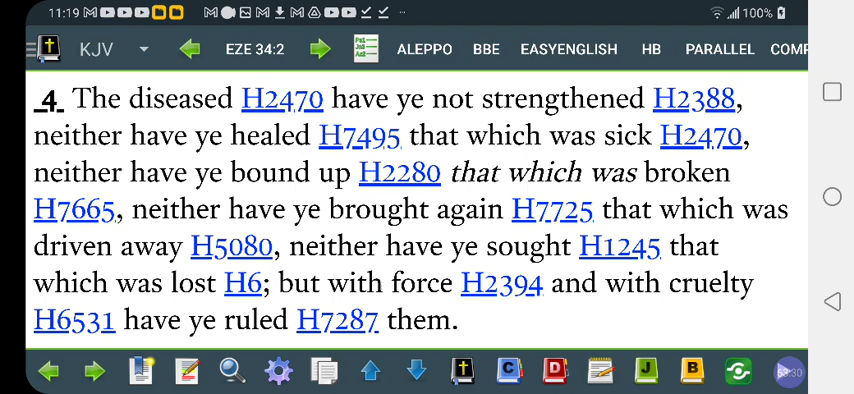 11:19 100%
KJV EZE 34:2 ALEPPO BBE EASYENGLISH HB PARALLEL COMP
4 The diseased H2470 have ye not strengthened H2388,
neither have ye healed H7495 that which was sick H2470,
neither have ye bound up H2280 that which was broken
H7665, neither have ye brought again H7725 that which was
driven away H5080, neither have ye sought H1245 that
which was lost H6; but with force H2394 and with cruelty
H6531 have ye ruled H7287 them.
C D J B